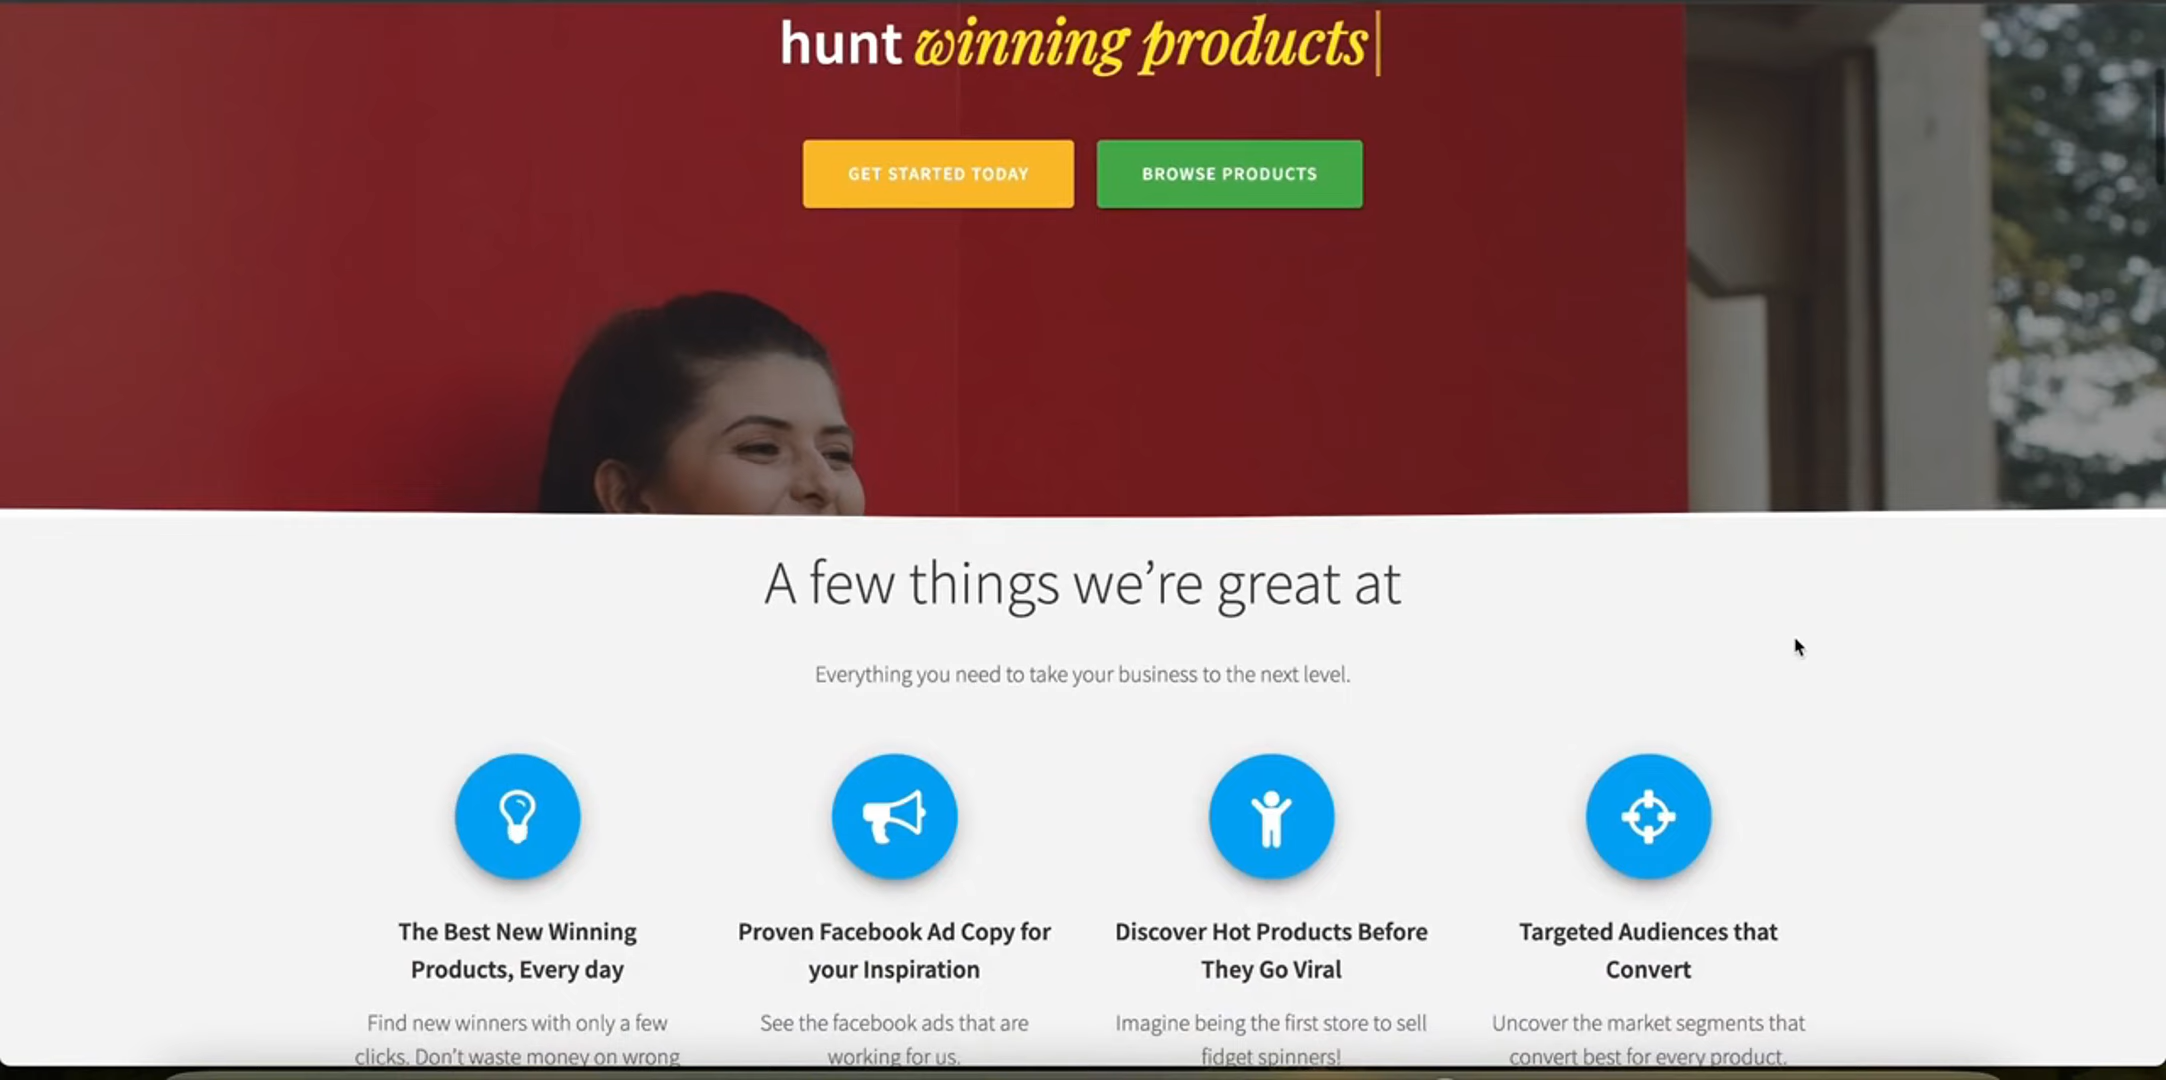 hunt winning products
GET STARTED TODAY
BROWSE PRODUCTS
A few things we're great at
Everything you need to take your business to the next level.
The Best New Winning
Products, Every day
Find new winners with only a few
clicks. Don't waste money on wrong
Proven Facebook Ad Copy for
your Inspiration
See the facebook ads that are
working for us.
Discover Hot Products Before
They Go Viral
Imagine being the first store to sell
fidget spinners!
Targeted Audiences that
Convert
Uncover the market segments that
convert best for every product.